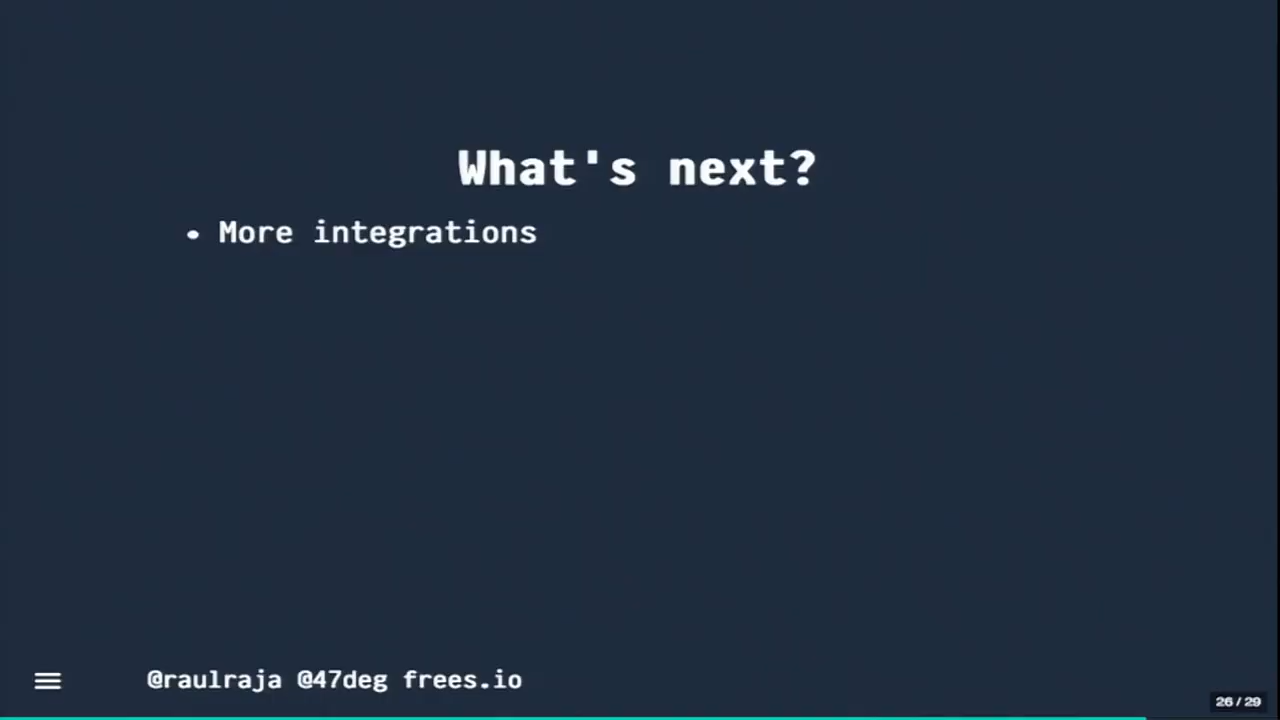 What's next?
• More integrations
@raulraja @47deg frees.io
26 / 29